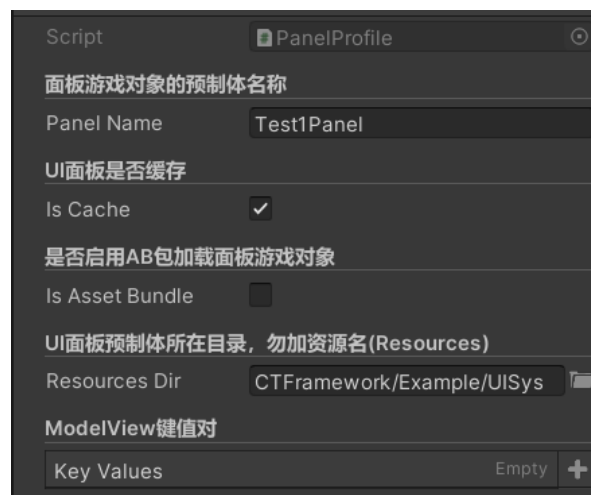 Script PanelProfile
面板游戏对象的预制体名称
Panel Name Test1Panel
UI面板是否缓存
Is Cache
是否启用AB包加载面板游戏对象
Is Asset Bundle
UI面板预制体所在目录，勿加资源名(Resources)
Resources Dir CTFramework/Example/UISys
ModelView键值对
Key Values Empty